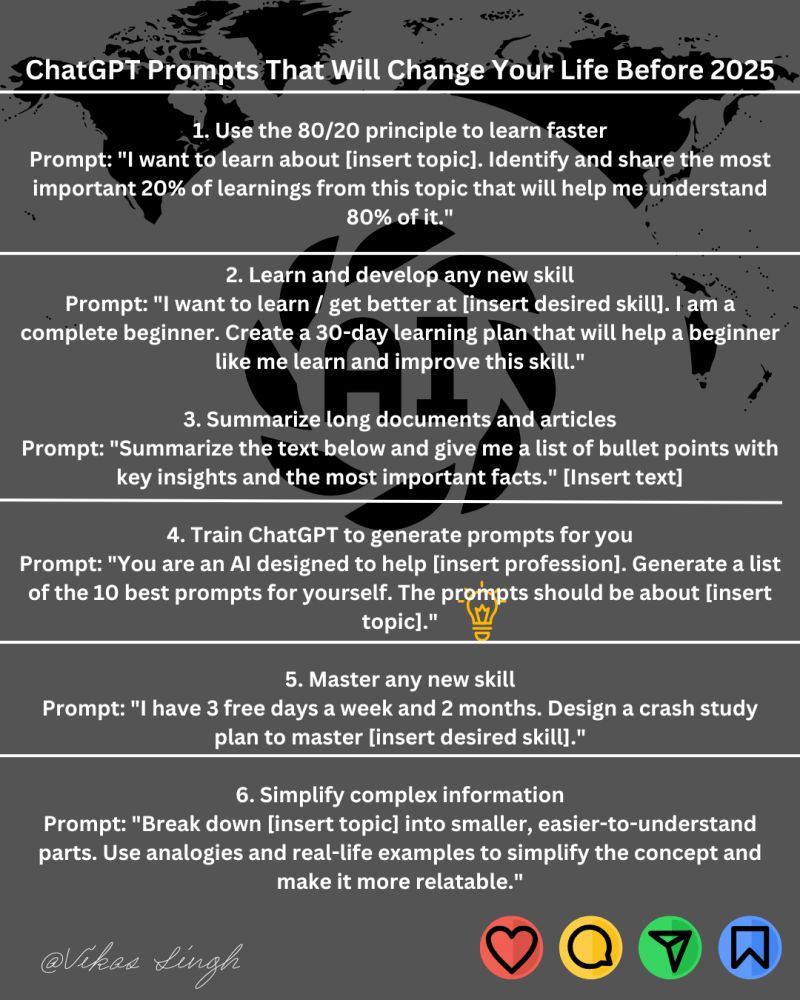 ChatGPT Prompts That Will Change Your Life Before 2025
1. Use the 80/20 principle to learn faster
Prompt: "I want to learn about [insert topic]. Identify and share the most
important 20% of learnings from this topic that will help me understand
80% of it."
2. Learn and develop any new skill
Prompt: "I want to learn / get better at [insert desired skill]. I am a
complete beginner. Create a 30-day learning plan that will help a beginner
like me learn and improve this skill."
AI
3. Summarize long documents and articles
Prompt: "Summarize the text below and give me a list of bullet points with
key insights and the most important facts." [Insert text]
4. Train ChatGPT to generate prompts for you
Prompt: "You are an AI designed to help [insert profession]. Generate a list
of the 10 best prompts for yourself. The prompts should be about [insert
topic]."
5. Master any new skill
Prompt: "I have 3 free days a week and 2 months. Design a crash study
plan to master [insert desired skill]."
6. Simplify complex information
Prompt: "Break down [insert topic] into smaller, easier-to-understand
parts. Use analogies and real-life examples to simplify the concept and
make it more relatable."
@Vikas Singh